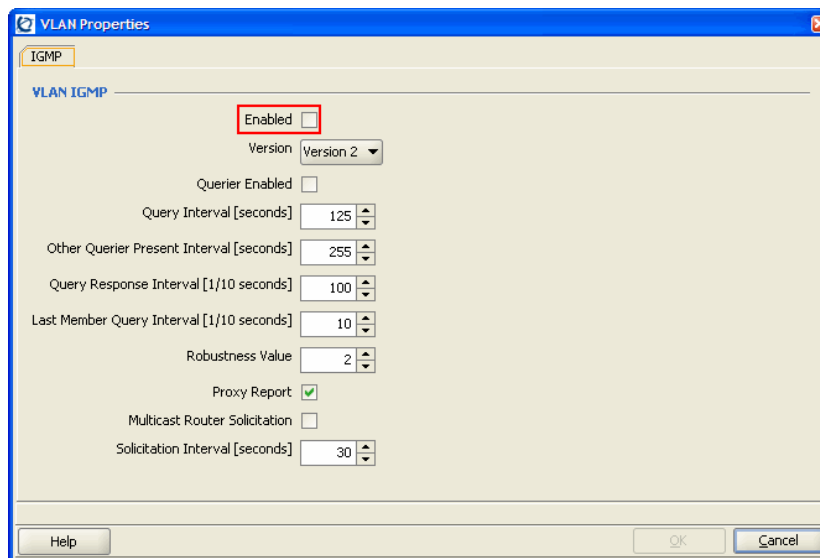 VLAN Properties
IGMP
VLAN IGMP
Enabled
Version Version 2
Querier Enabled
Query Interval [seconds] 125
Other Querier Present Interval [seconds] 255
Query Response Interval [1/10 seconds] 100
Last Member Query Interval [1/10 seconds] 10
Robustness Value 2
Proxy Report
Multicast Router Solicitation
Solicitation Interval [seconds] 30
Help OK Cancel